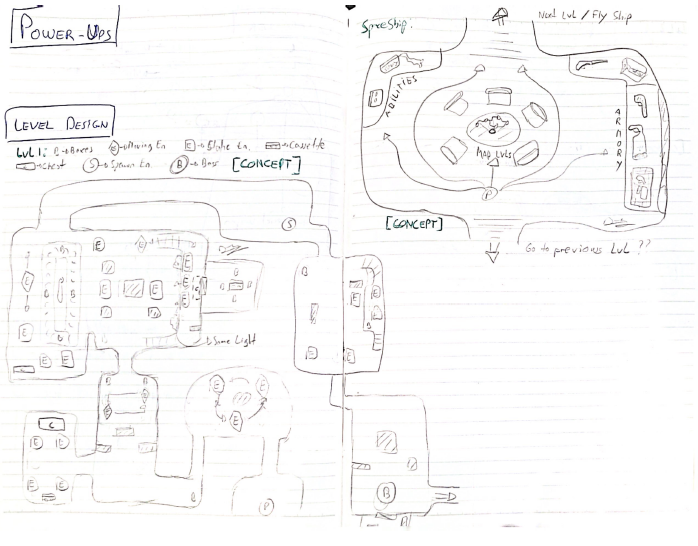 POWER-UPs
LEVEL DESIGN
Lvl 1: B→Boxes E→Moving En. E→Static En. →Cassette
→Chest S→Spawn En. B→Boss [CONCEPT]
S
B
E
E
E
E
B
B
E
E
E
E
E
E
E
E
E
B
E
B
E
E
→Some Light
E
E
C
E
E
E
E
B
B
E
E
E
B
P
B
1 SpaceShip:
Next Lvl / Fly Ship
ABILITIES
ARMORY
MAP LVLS
P
[CONCEPT]
Go to previous Lvl ??